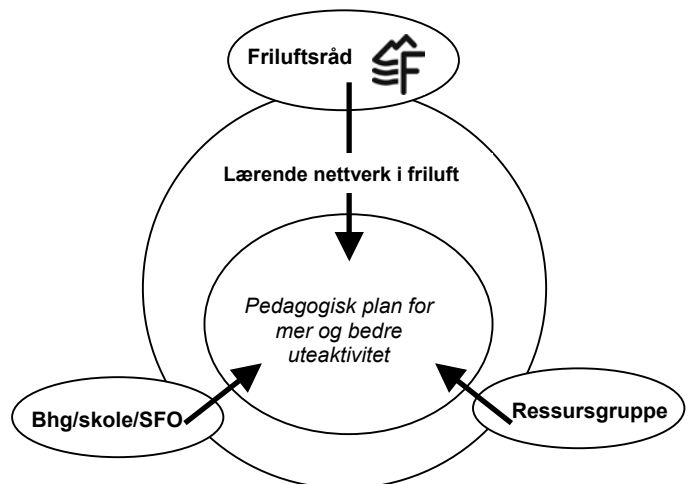 Friluftsråd
Lærende nettverk i friluft
Pedagogisk plan for
mer og bedre
uteaktivitet
Bhg/skole/SFO
Ressursgruppe